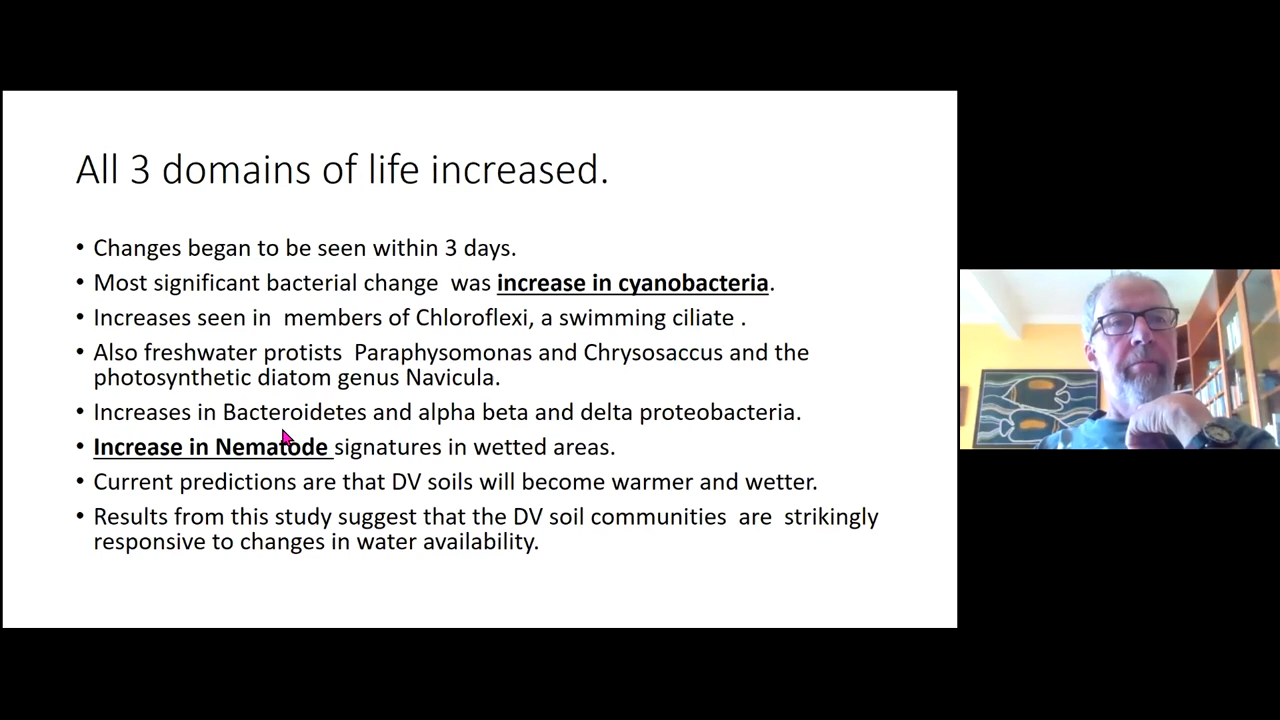 All 3 domains of life increased.
• Changes began to be seen within 3 days.
• Most significant bacterial change  was increase in cyanobacteria.
• Increases seen in  members of Chloroflexi, a swimming ciliate .
• Also freshwater protists  Paraphysomonas and Chrysosaccus and the
photosynthetic diatom genus Navicula.
• Increases in Bacteroidetes and alpha beta and delta proteobacteria.
• Increase in Nematode signatures in wetted areas.
• Current predictions are that DV soils will become warmer and wetter.
• Results from this study suggest that the DV soil communities  are  strikingly
responsive to changes in water availability.